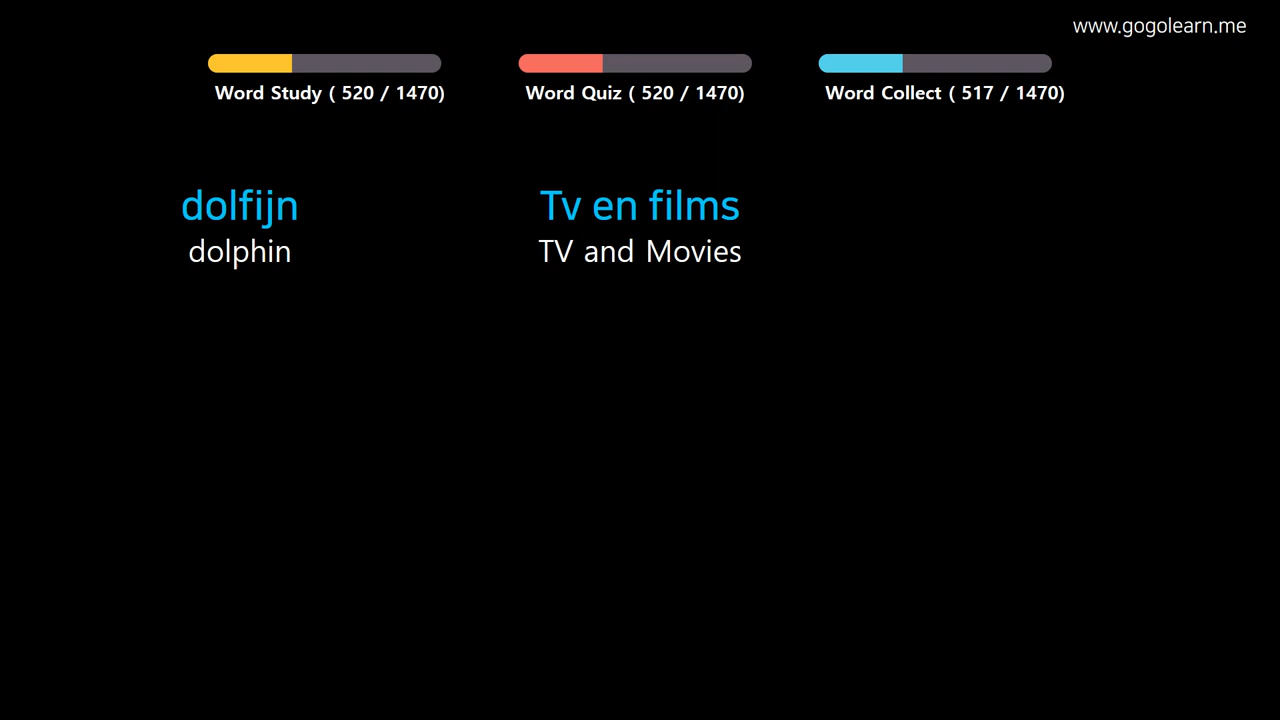 www.gogolearn.me
Word Study ( 520 / 1470)
Word Quiz ( 520 / 1470)
Word Collect ( 517 / 1470)
dolfijn
dolphin
Tv en films
TV and Movies